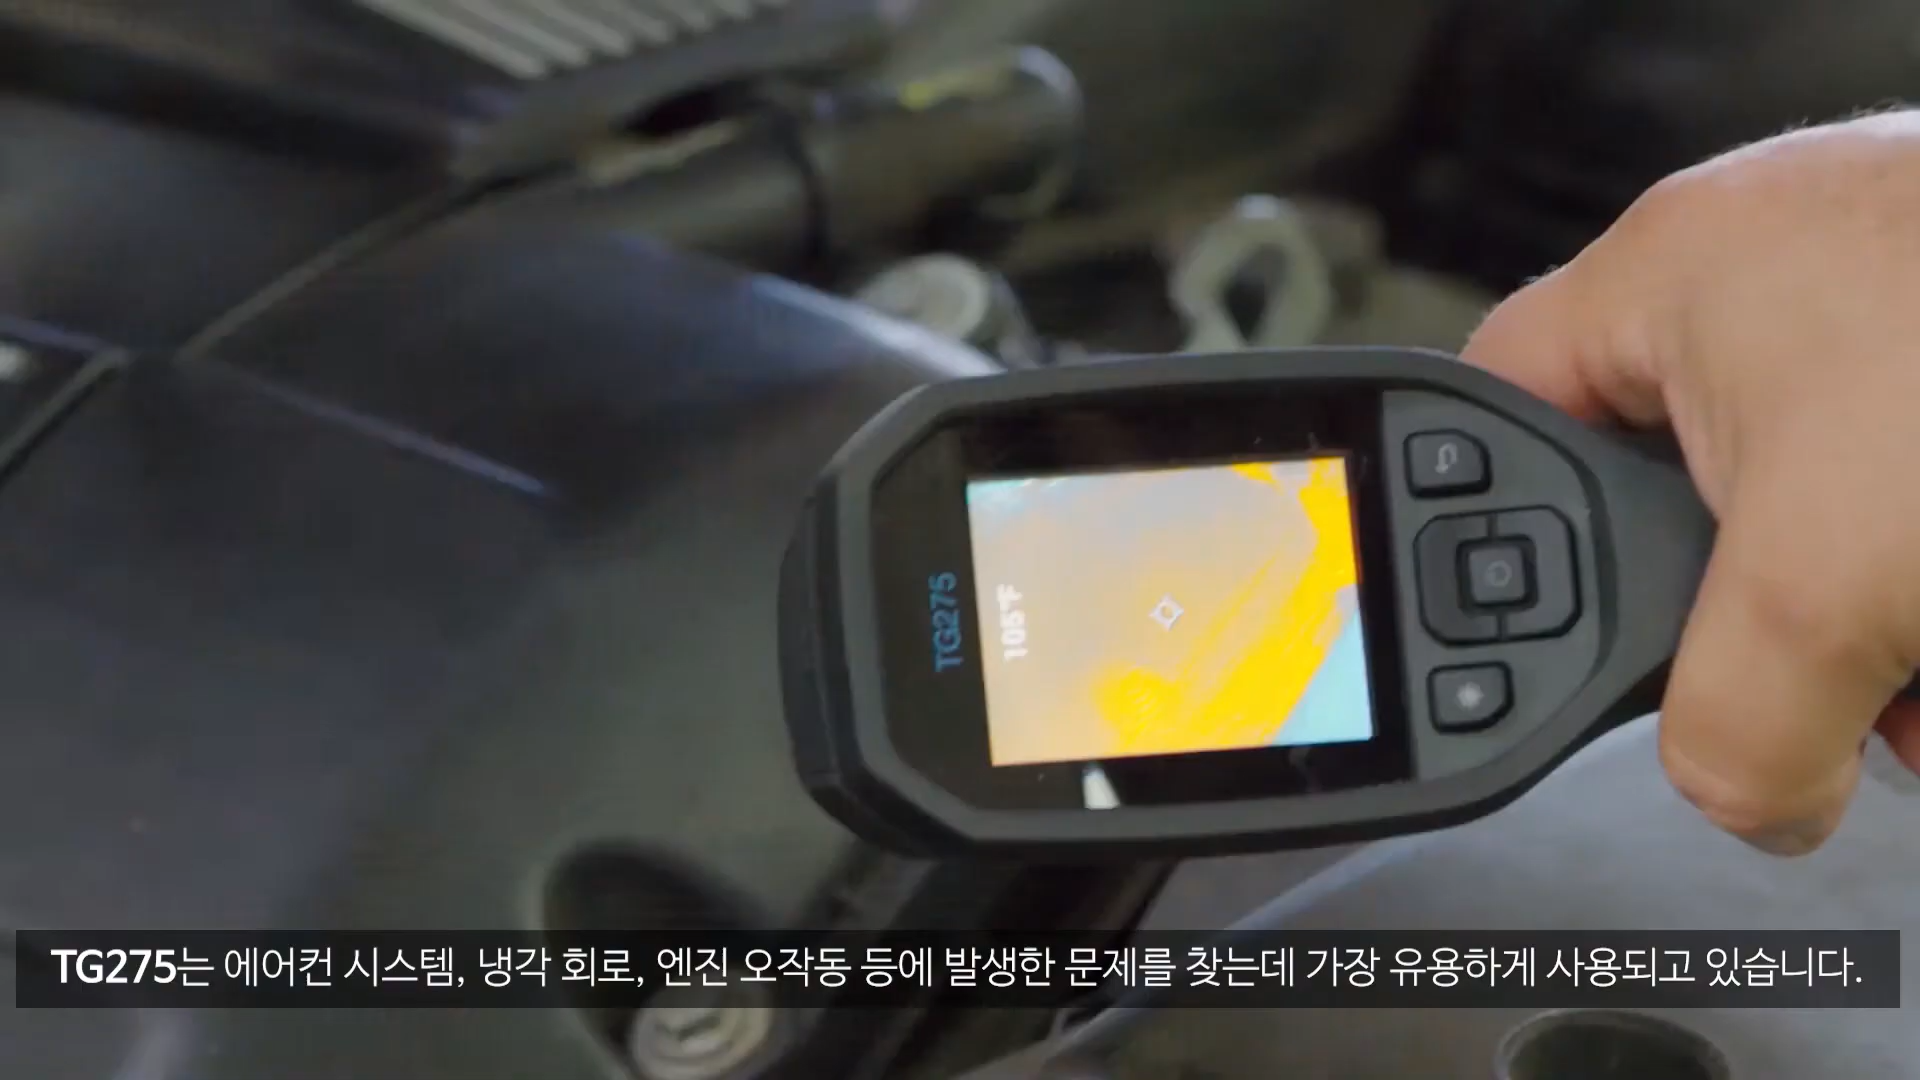 TG275
105°F
TG275는 에어컨 시스템, 냉각 회로, 엔진 오작동 등에 발생한 문제를 찾는데 가장 유용하게 사용되고 있습니다.